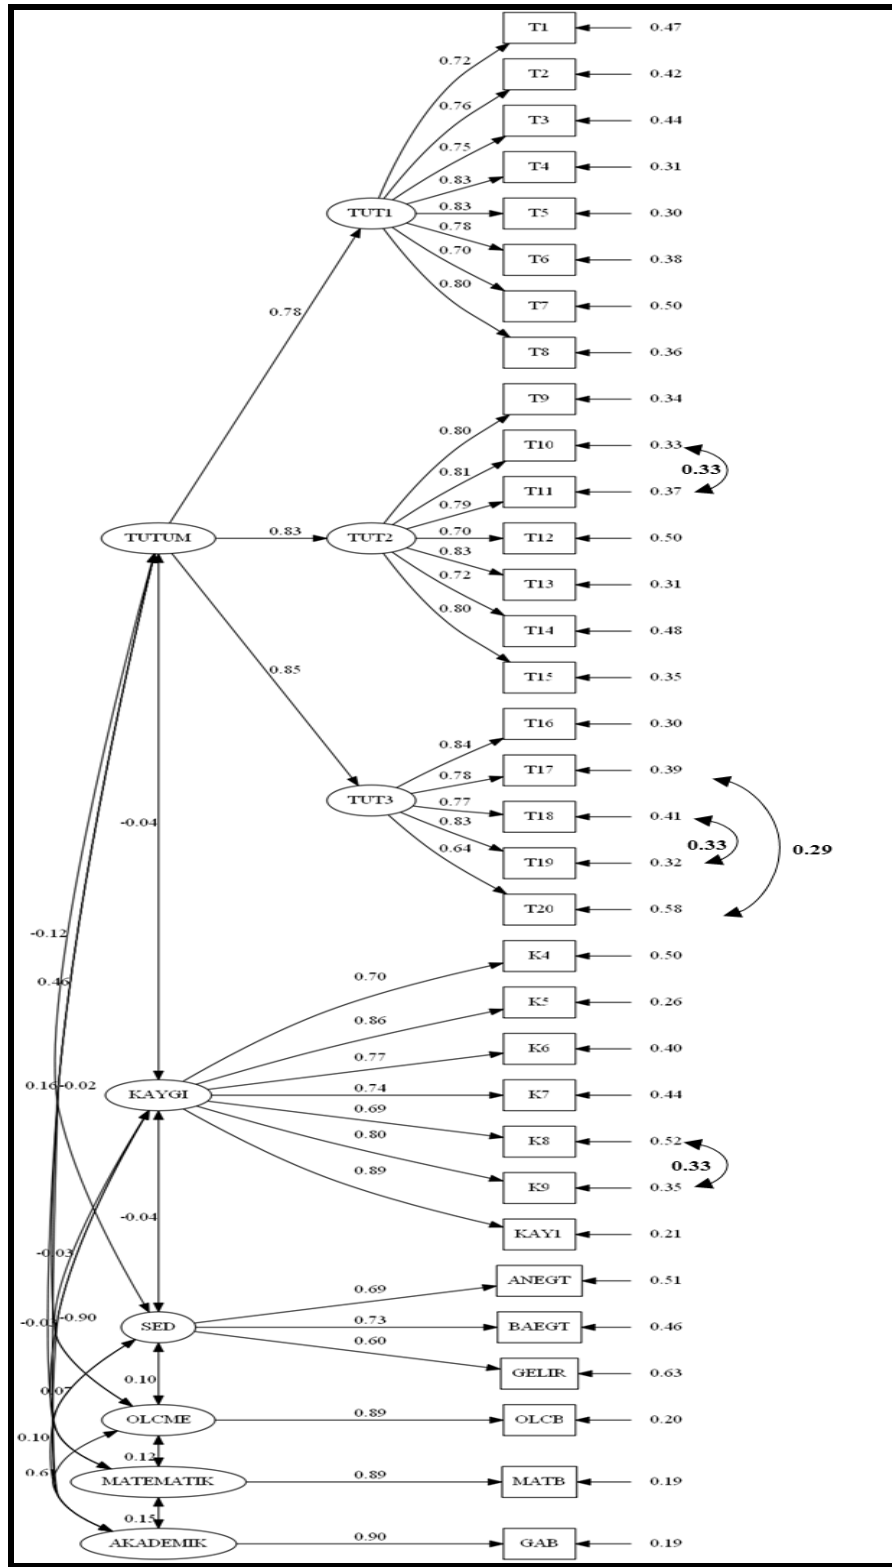 T1 0.47
0.72
T2 0.42
0.76
T3 0.44
0.75
T4 0.31
0.83
TUT1 0.83 T5 0.30
0.78
T6 0.38
0.70
T7 0.50
0.80
0.78
T8 0.36
T9 0.34
0.80
T10 0.33
0.33
0.81
T11 0.37
0.79
TUTUM 0.83 TUT2 0.70 T12 0.50
0.83
T13 0.31
0.72
T14 0.48
0.80
0.85
T15 0.35
T16 0.30
0.84
T17 0.39
0.78
TUT3 0.77 T18 0.41
0.83
0.33
0.29
-0.04
0.64
T19 0.32
T20 0.58
-0.12
K4 0.50
0.70
0.46
K5 0.26
0.86
K6 0.40
0.77
0.16 -0.02
KAYGI 0.74 K7 0.44
0.69
K8 0.52
0.80
0.33
0.89
K9 0.35
-0.04
KAY1 0.21
-0.03
ANEGT 0.51
0.69
-0.90
SED 0.73 BAEGT 0.46
0.60
GELIR 0.63
0.10
0.07
OLCME 0.89 OLCB 0.20
0.10
0.12
MATEMATIK 0.89 MATB 0.19
0.15
AKADEMIK 0.90 GAB 0.19